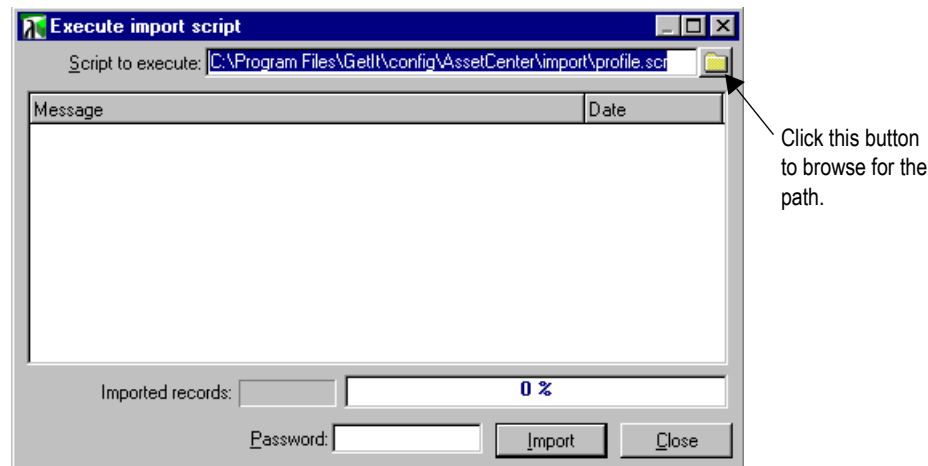 Execute import script
Script to execute: C:\Program Files\GetIt\config\AssetCenter\import\profile.scr
Message Date
Click this button
to browse for the
path.
Imported records: 0 %
Password: Import Close